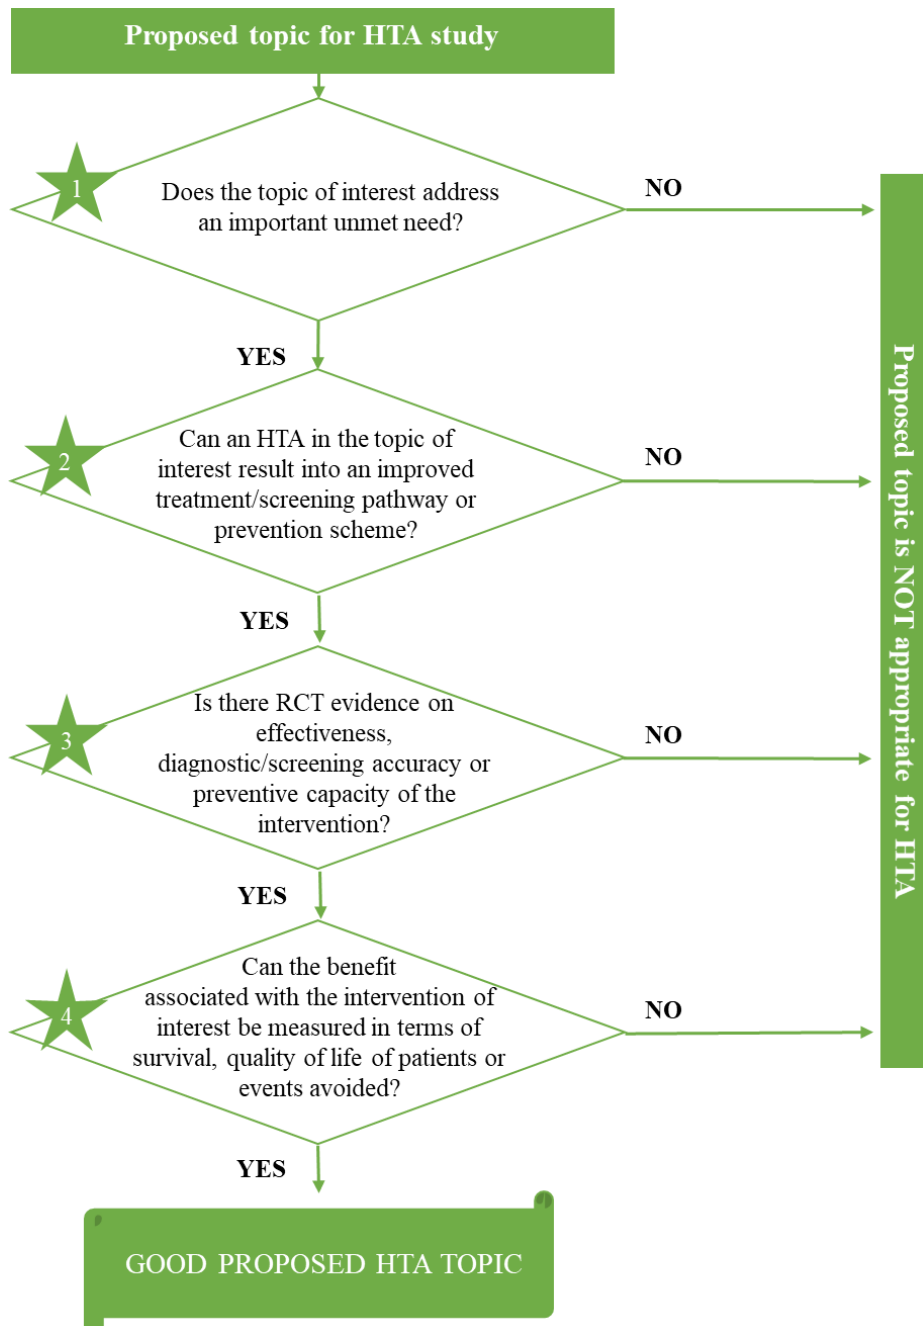 Proposed topic for HTA study
1
Does the topic of interest address
an important unmet need?
NO
YES
2
Can an HTA in the topic of
interest result into an improved
treatment/screening pathway or
prevention scheme?
NO
YES
3
Is there RCT evidence on
effectiveness,
diagnostic/screening accuracy or
preventive capacity of the
intervention?
NO
YES
4
Can the benefit
associated with the intervention of
interest be measured in terms of
survival, quality of life of patients or
events avoided?
NO
YES
GOOD PROPOSED HTA TOPIC
Proposed topic is NOT appropriate for HTA